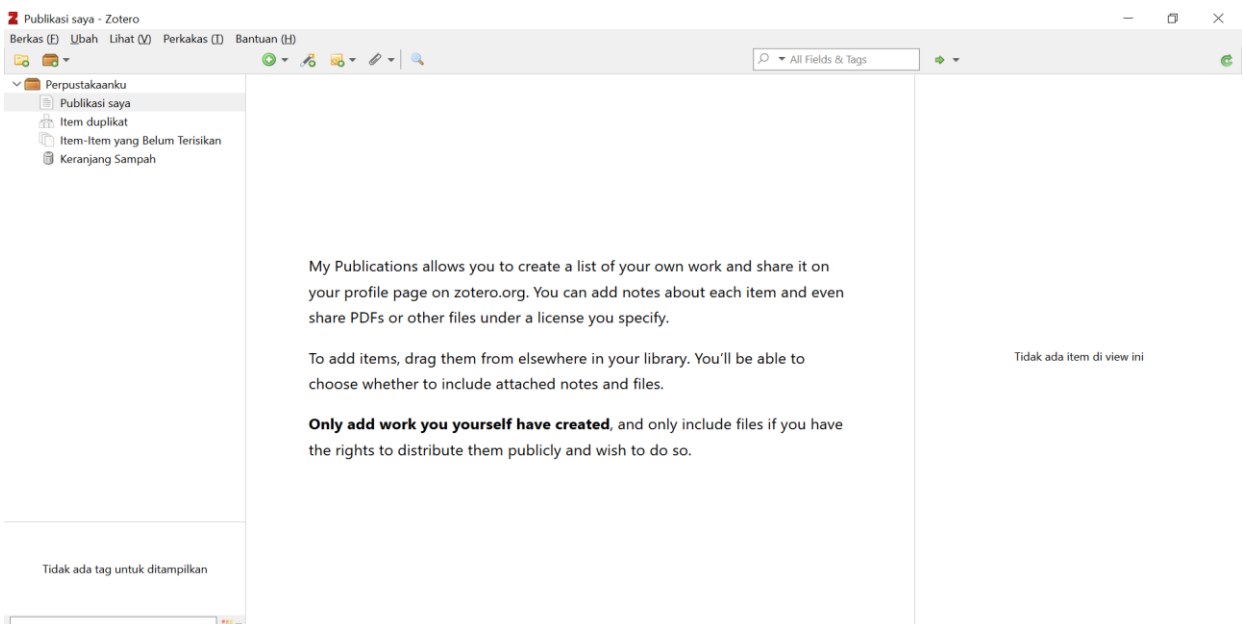 Publikasi saya - Zotero
Berkas (F) Ubah Lihat (V) Perkakas (T) Bantuan (H)
All Fields & Tags
Perpustakaanku
Publikasi saya
Item duplikat
Item-Item yang Belum Terisikan
Keranjang Sampah
My Publications allows you to create a list of your own work and share it on
your profile page on zotero.org. You can add notes about each item and even
share PDFs or other files under a license you specify.
To add items, drag them from elsewhere in your library. You'll be able to
choose whether to include attached notes and files.
Only add work you yourself have created, and only include files if you have
the rights to distribute them publicly and wish to do so.
Tidak ada item di view ini
Tidak ada tag untuk ditampilkan